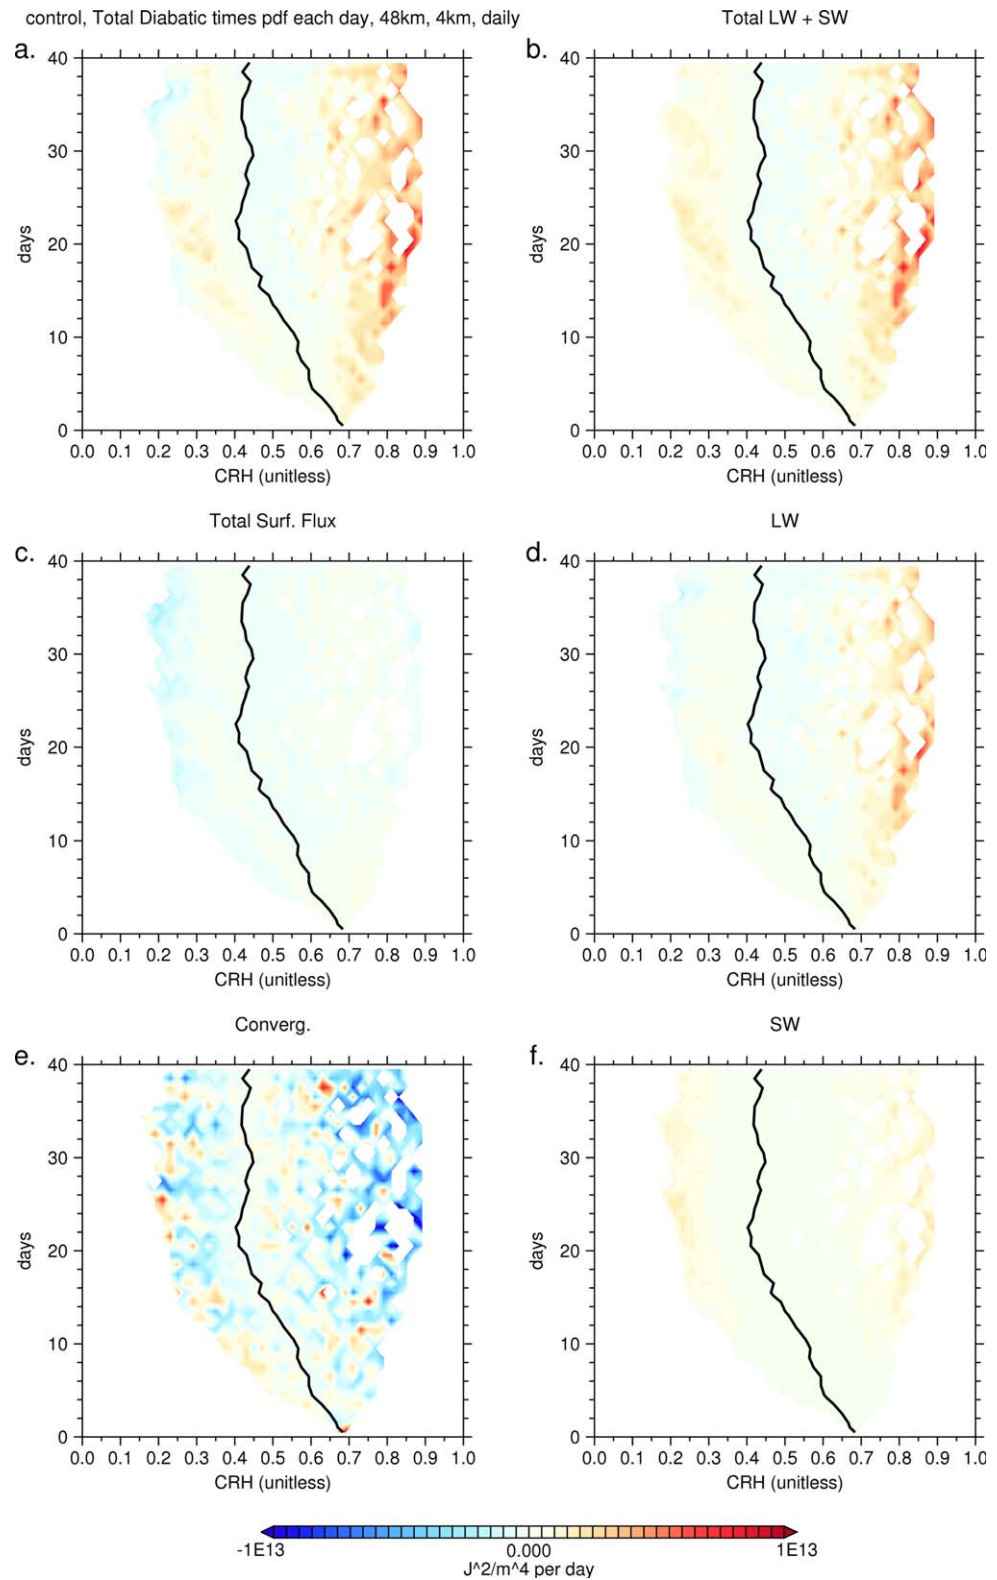 control, Total Diabatic times pdf each day, 48km, 4km, daily
Total LW + SW
a.
b.
40
30
20
10
0
days
0.0 0.1 0.2 0.3 0.4 0.5 0.6 0.7 0.8 0.9 1.0
CRH (unitless)
40
30
20
10
0
days
0.0 0.1 0.2 0.3 0.4 0.5 0.6 0.7 0.8 0.9 1.0
CRH (unitless)
Total Surf. Flux
LW
c.
d.
40
30
20
10
0
days
0.0 0.1 0.2 0.3 0.4 0.5 0.6 0.7 0.8 0.9 1.0
CRH (unitless)
40
30
20
10
0
days
0.0 0.1 0.2 0.3 0.4 0.5 0.6 0.7 0.8 0.9 1.0
CRH (unitless)
Converg.
SW
e.
f.
40
30
20
10
0
days
0.0 0.1 0.2 0.3 0.4 0.5 0.6 0.7 0.8 0.9 1.0
CRH (unitless)
40
30
20
10
0
days
0.0 0.1 0.2 0.3 0.4 0.5 0.6 0.7 0.8 0.9 1.0
CRH (unitless)
-1E13 0.000 1E13
J^2/m^4 per day